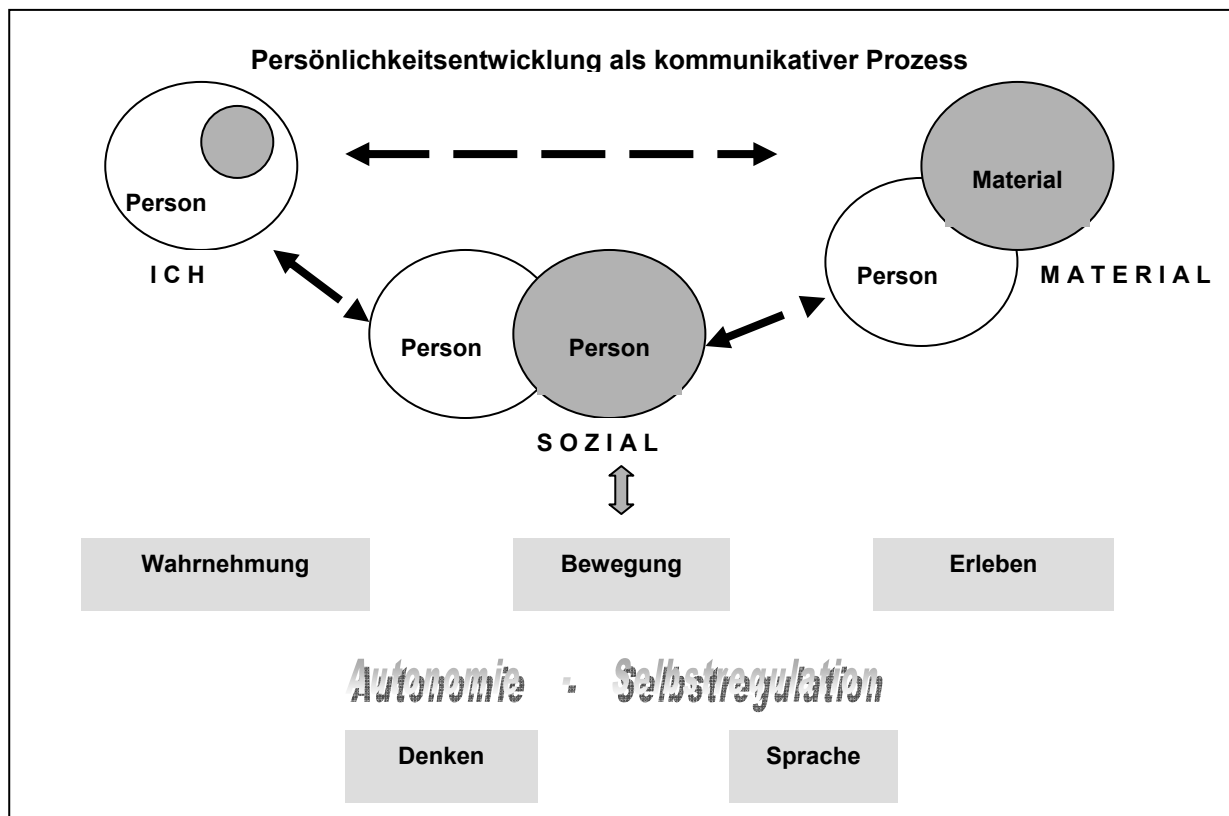 Persönlichkeitsentwicklung als kommunikativer Prozess
Person
I C H
Material
Person
M A T E R I A L
Person
Person
S O Z I A L
Wahrnehmung
Bewegung
Erleben
Autonomie - Selbstregulation
Denken
Sprache